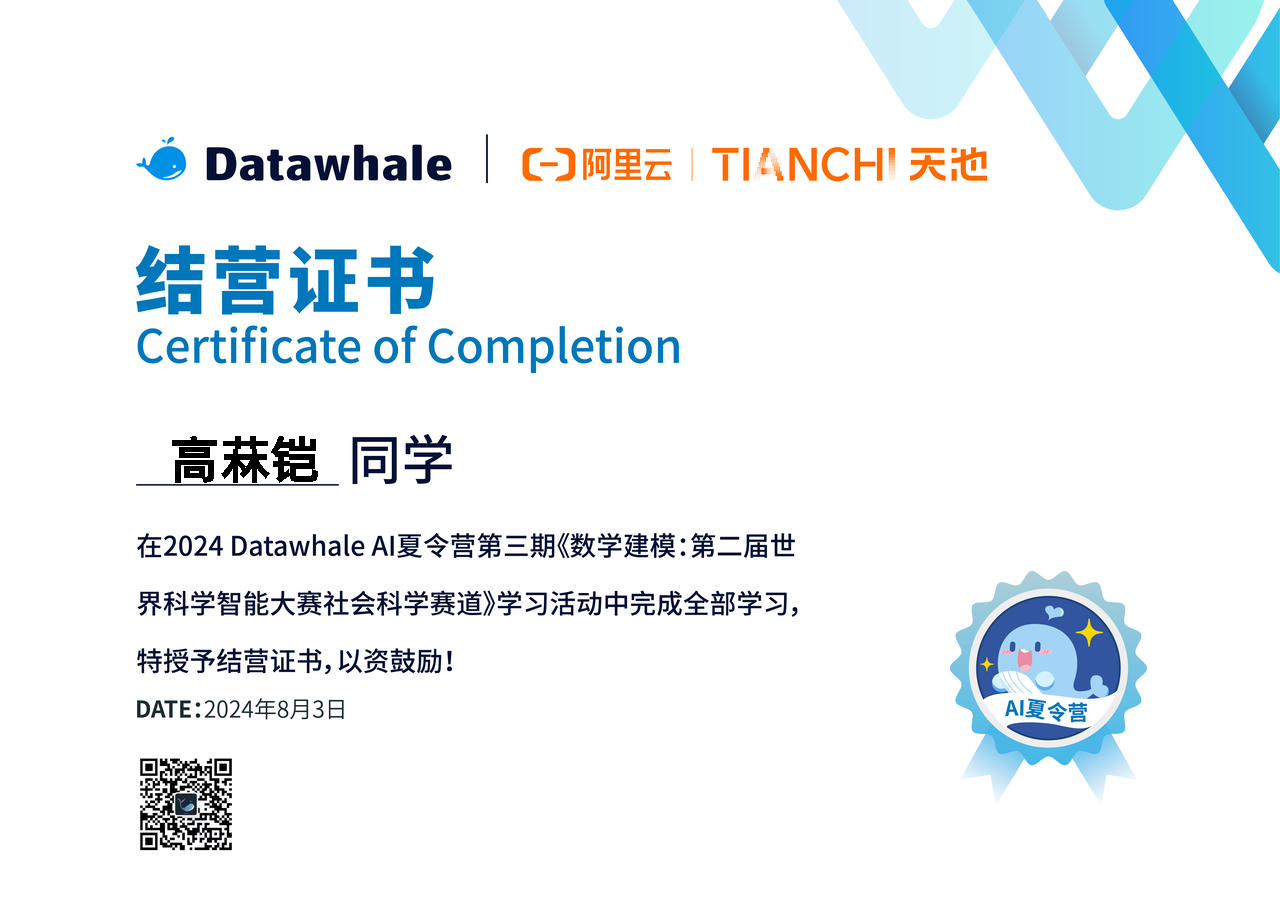 Datawhale | 阿里云 | TIANCHI 天池
结营证书
Certificate of Completion
高菻铠 同学
在2024 Datawhale AI夏令营第三期《数学建模：第二届世
界科学智能大赛社会科学赛道》学习活动中完成全部学习，
特授予结营证书，以资鼓励！
DATE：2024年8月3日
AI夏令营